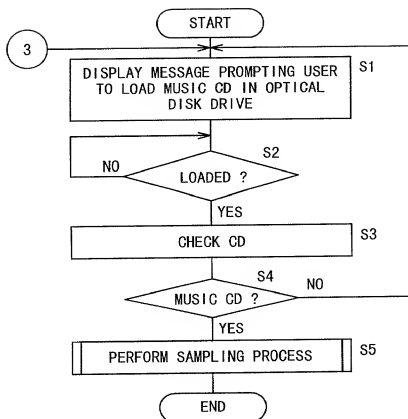 START
3
DISPLAY MESSAGE PROMPTING USER
TO LOAD MUSIC CD IN OPTICAL
DISK DRIVE
S1
S2
NO
LOADED ?
YES
CHECK CD
S3
S4
MUSIC CD ?
NO
YES
PERFORM SAMPLING PROCESS
S5
END